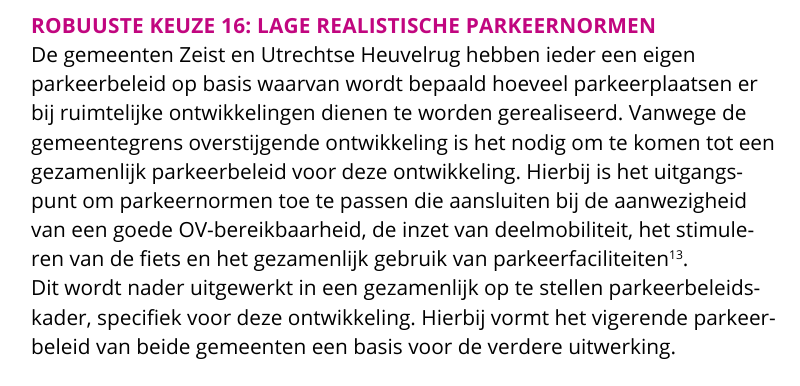 ROBUUSTE KEUZE 16: LAGE REALISTISCHE PARKEERNORMEN
De gemeenten Zeist en Utrechtse Heuvelrug hebben ieder een eigen
parkeerbeleid op basis waarvan wordt bepaald hoeveel parkeerplaatsen er
bij ruimtelijke ontwikkelingen dienen te worden gerealiseerd. Vanwege de
gemeentegrens overstijgende ontwikkeling is het nodig om te komen tot een
gezamenlijk parkeerbeleid voor deze ontwikkeling. Hierbij is het uitgangs-
punt om parkeernormen toe te passen die aansluiten bij de aanwezigheid
van een goede OV-bereikbaarheid, de inzet van deelmobiliteit, het stimule-
ren van de fiets en het gezamenlijk gebruik van parkeerfaciliteiten¹³.
Dit wordt nader uitgewerkt in een gezamenlijk op te stellen parkeerbeleids-
kader, specifiek voor deze ontwikkeling. Hierbij vormt het vigerende parkeer-
beleid van beide gemeenten een basis voor de verdere uitwerking.